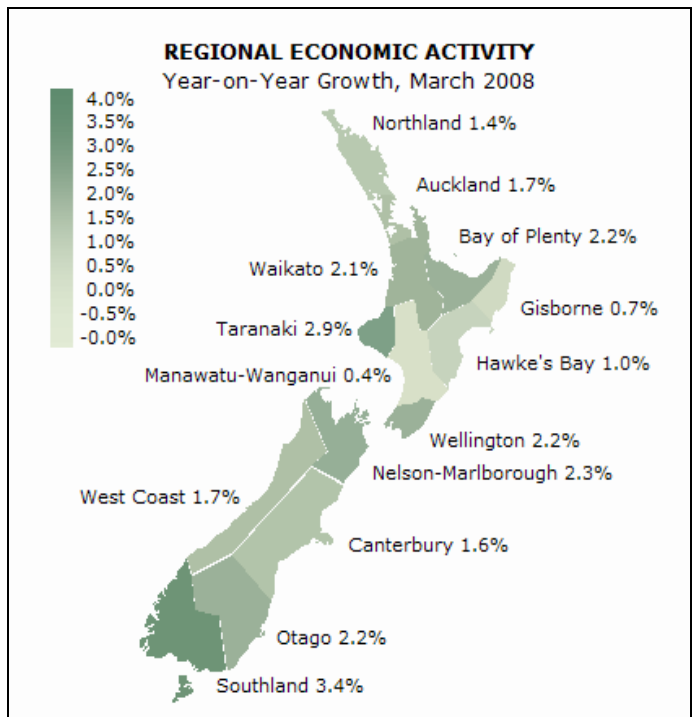 REGIONAL ECONOMIC ACTIVITY
Year-on-Year Growth, March 2008
4.0%
3.5%
3.0%
2.5%
2.0%
1.5%
1.0%
0.5%
0.0%
-0.5%
-0.0%
Northland 1.4%
Auckland 1.7%
Bay of Plenty 2.2%
Waikato 2.1%
Gisborne 0.7%
Taranaki 2.9%
Hawke's Bay 1.0%
Manawatu-Wanganui 0.4%
Wellington 2.2%
Nelson-Marlborough 2.3%
West Coast 1.7%
Canterbury 1.6%
Otago 2.2%
Southland 3.4%